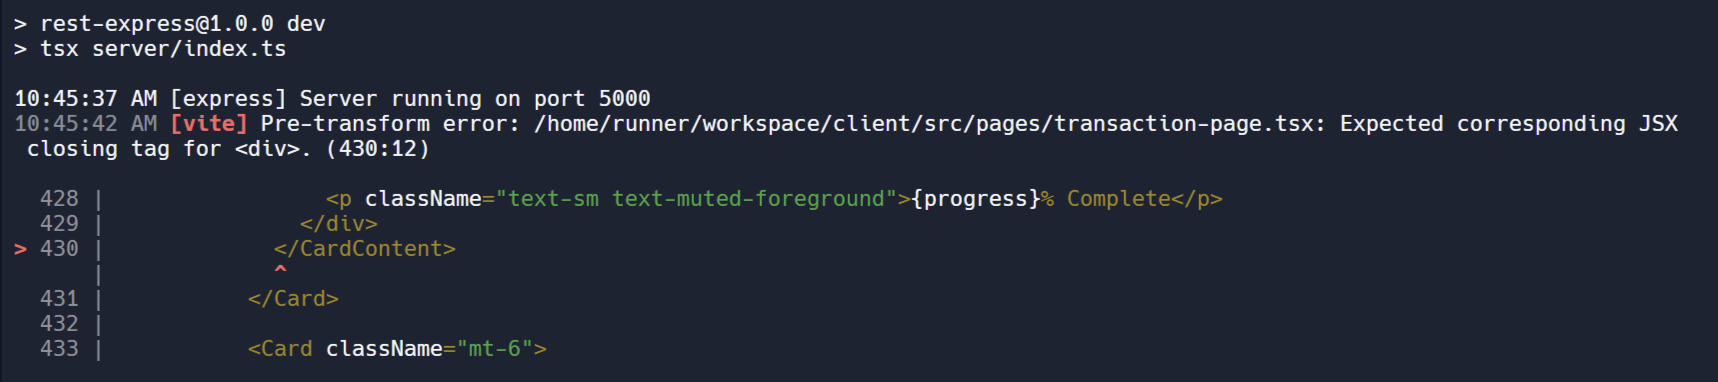 > rest-express@1.0.0 dev
> tsx server/index.ts
10:45:37 AM [express] Server running on port 5000
10:45:42 AM [vite] Pre-transform error: /home/runner/workspace/client/src/pages/transaction-page.tsx: Expected corresponding JSX
closing tag for <div>. (430:12)
428 |                 <p className="text-sm text-muted-foreground">{progress}% Complete</p>
429 |               </div>
> 430 |             </CardContent>
|             ^
431 |           </Card>
432 |
433 |           <Card className="mt-6">